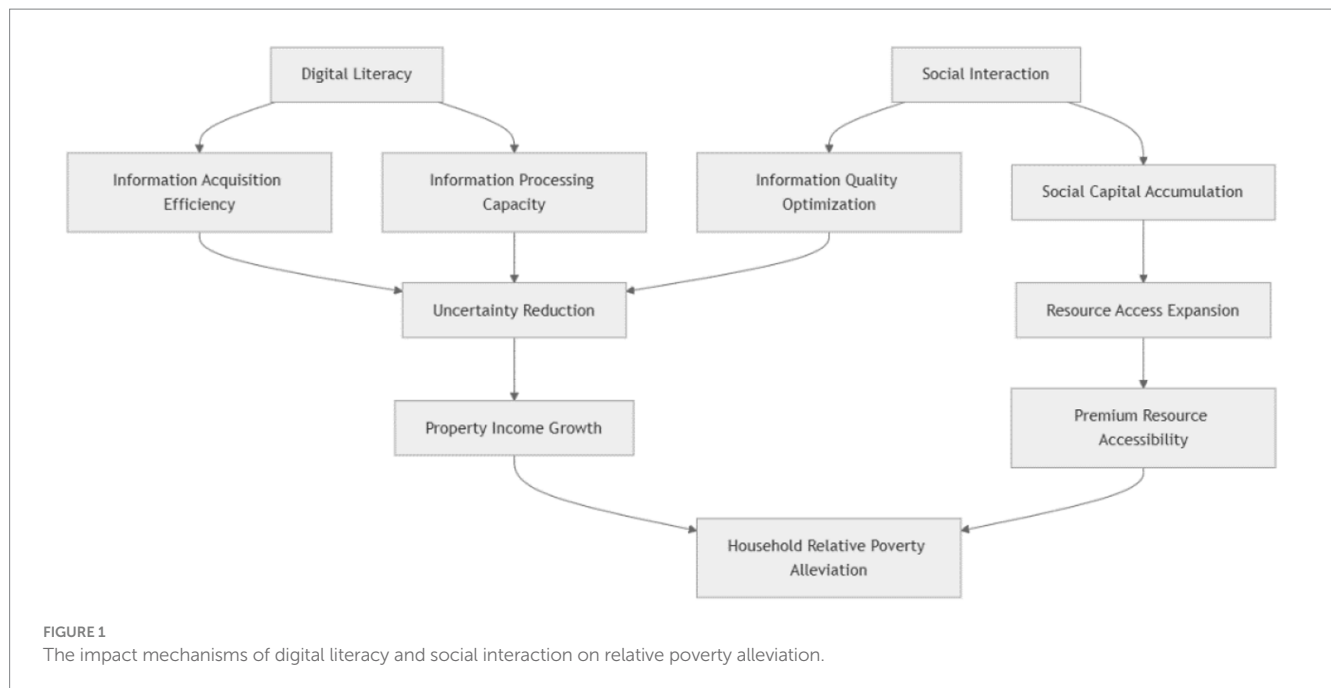 Digital Literacy
Social Interaction
Information Acquisition
Efficiency
Information Processing
Capacity
Information Quality
Optimization
Social Capital Accumulation
Uncertainty Reduction
Resource Access Expansion
Property Income Growth
Premium Resource
Accessibility
Household Relative Poverty
Alleviation
FIGURE 1
The impact mechanisms of digital literacy and social interaction on relative poverty alleviation.